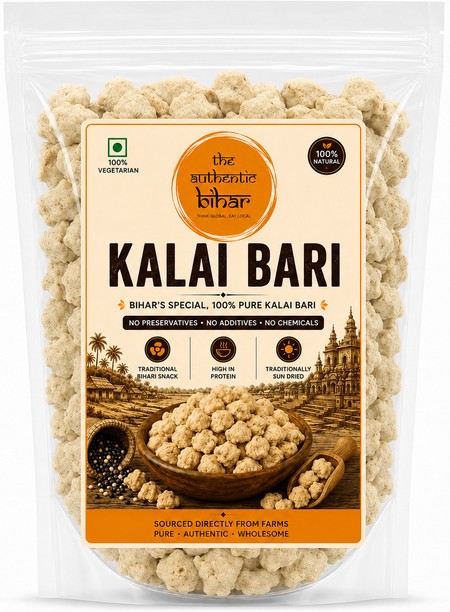 100%
VEGETARIAN
the
authentic
bihar
THINK GLOBAL, EAT LOCAL
100%
NATURAL
KALAI BARI
BIHAR'S SPECIAL, 100% PURE KALAI BARI
NO PRESERVATIVES • NO ADDITIVES • NO CHEMICALS
TRADITIONAL
BIHARI SNACK
HIGH IN
PROTEIN
TRADITIONALLY
SUN DRIED
SOURCED DIRECTLY FROM FARMS
PURE • AUTHENTIC • WHOLESOME